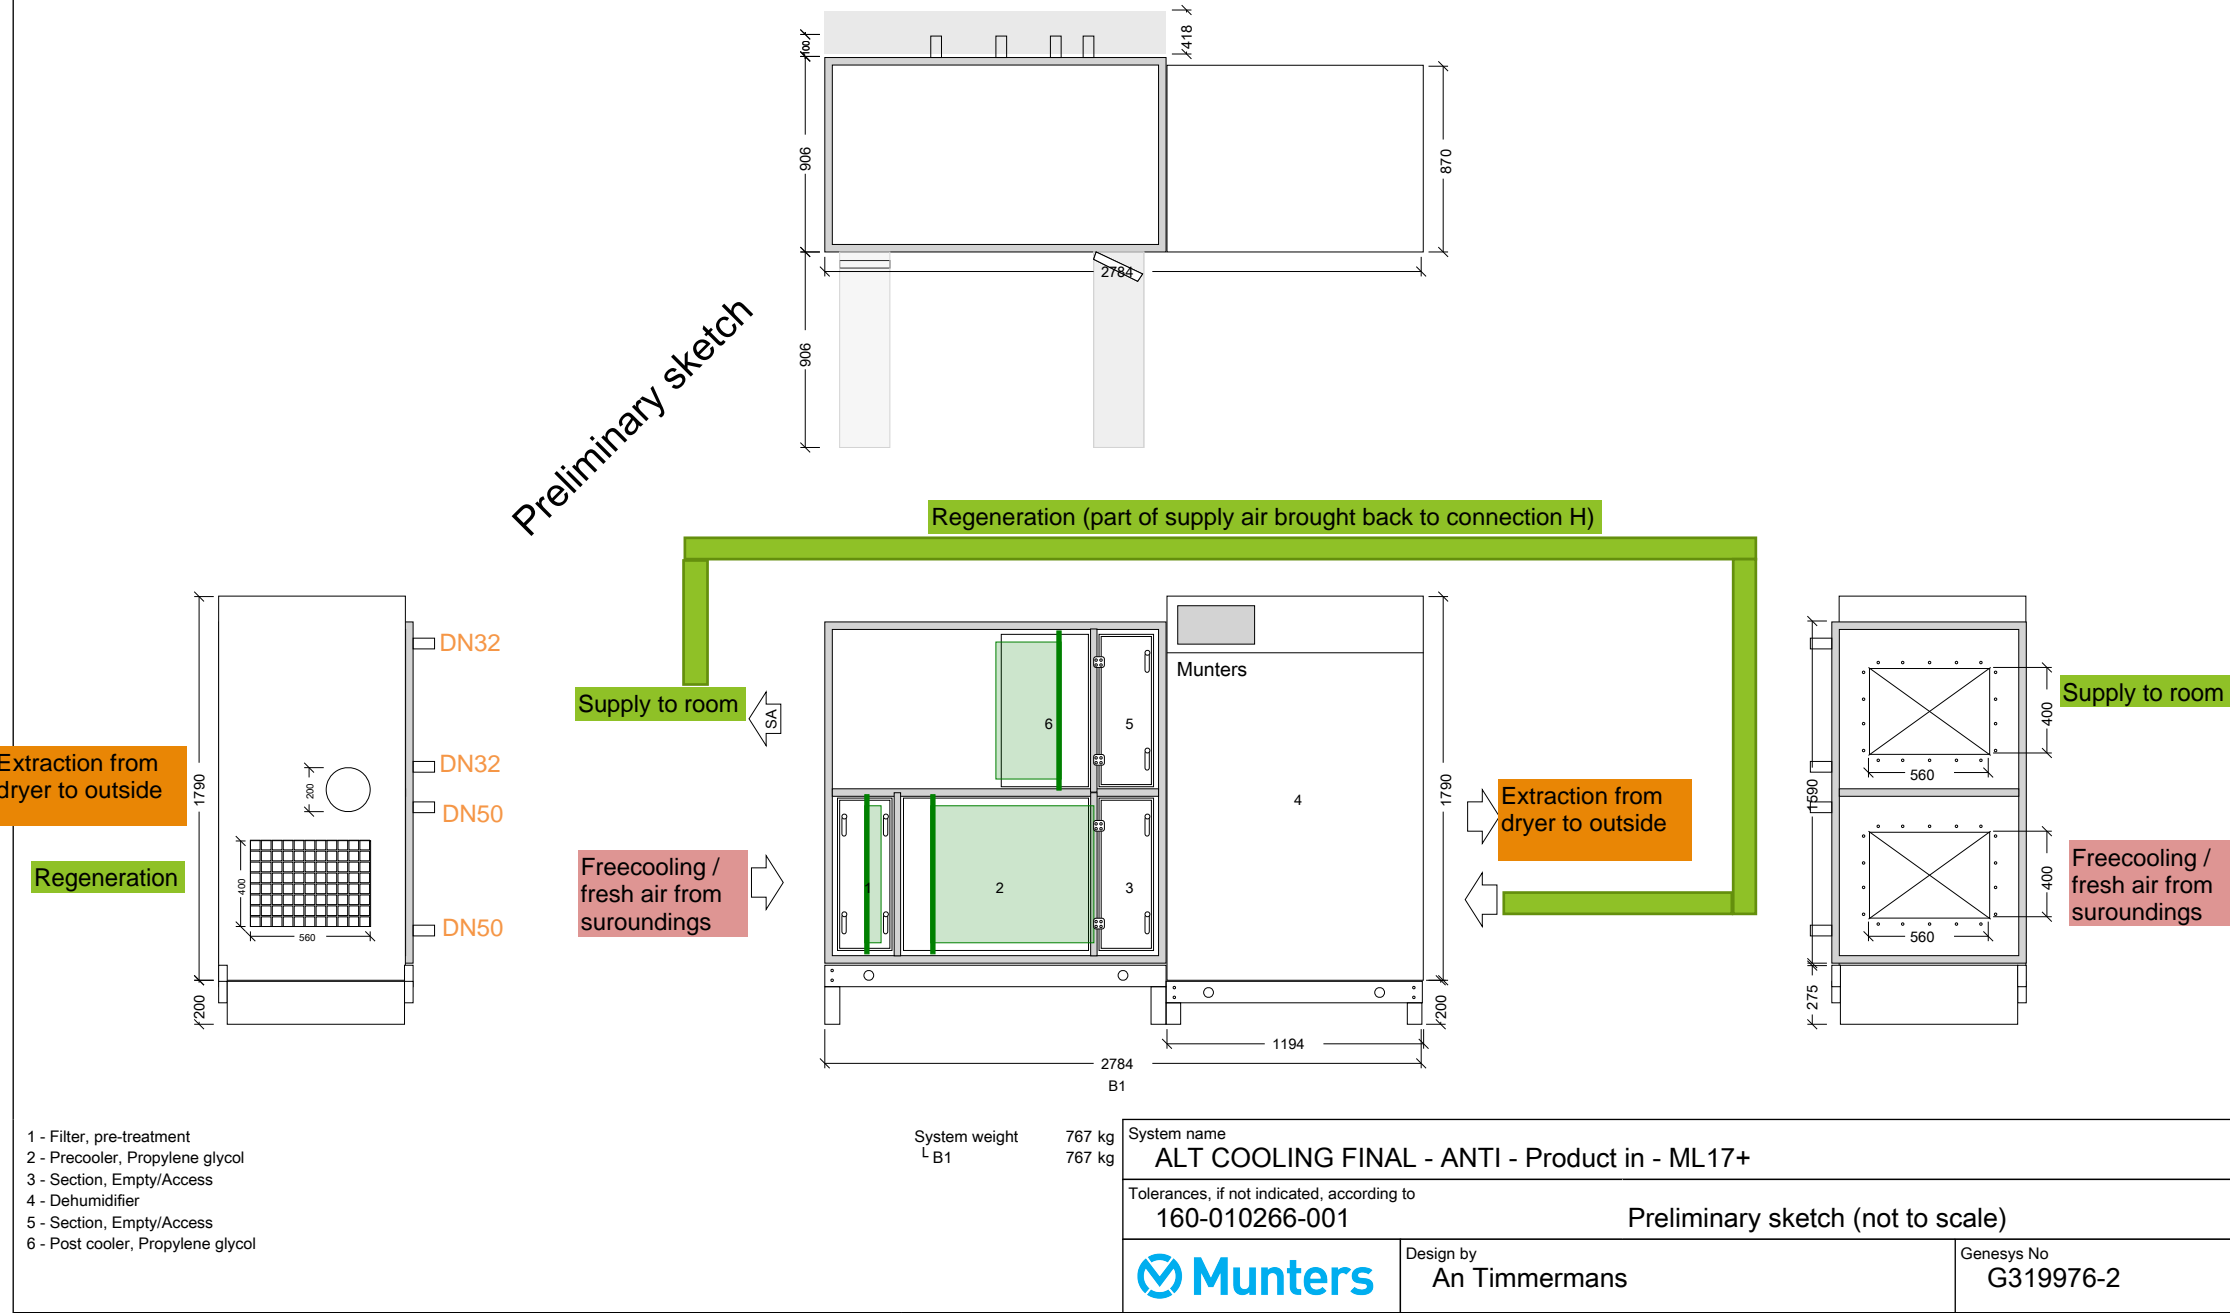 418
100
906
870
2784
906
Preliminary sketch
Regeneration (part of supply air brought back to connection H)
DN32
Munters
Supply to room
SA
6
5
400
Supply to room
560
Extraction from
dryer to outside
1790
200
DN32
DN50
1790
4
Extraction from
dryer to outside
1590
Regeneration
400
560
DN50
Freecooling /
fresh air from
suroundings
1
2
3
400
560
Freecooling /
fresh air from
suroundings
200
200
275
1194
2784
B1
1 - Filter, pre-treatment
2 - Precooler, Propylene glycol
3 - Section, Empty/Access
4 - Dehumidifier
5 - Section, Empty/Access
6 - Post cooler, Propylene glycol
System weight 767 kg
└ B1 767 kg
System name
ALT COOLING FINAL - ANTI - Product in - ML17+
Tolerances, if not indicated, according to
160-010266-001
Preliminary sketch (not to scale)
Munters
Design by
An Timmermans
Genesys No
G319976-2